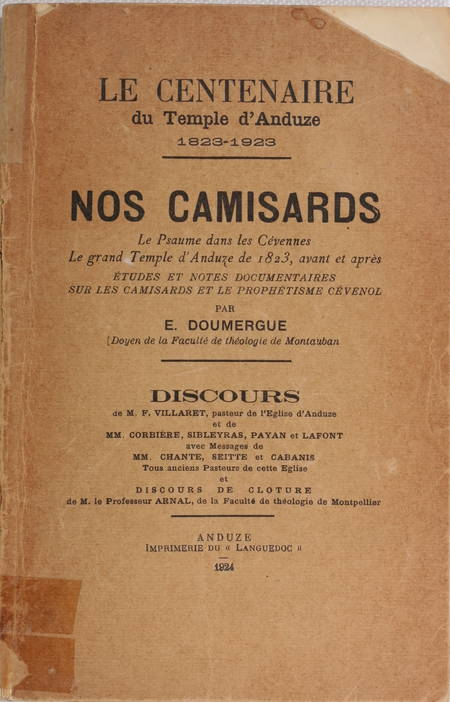 LE CENTENAIRE
du Temple d'Anduze
1823-1923
NOS CAMISARDS
Le Psaume dans les Cévennes
Le grand Temple d'Anduze de 1823, avant et après
ÉTUDES ET NOTES DOCUMENTAIRES
SUR LES CAMISARDS ET LE PROPHÉTISME CÉVENOL
PAR
E. DOUMERGUE
[Doyen de la Faculté de théologie de Montauban
DISCOURS
de M. F. VILLARET, pasteur de l'Eglize d'Anduze
et de
MM. CORBIÈRE, SIBLEYRAS, PAYAN et LAFONT
avec Messages de
MM. CHANTE, SEITTE et CABANIS
Tous anciens Pasteurs de cette Eglise
et
DISCOURS DE CLOTURE
de M. le Professeur ARNAL, de la Faculté de théologie de Montpellier
ANDUZE
IMPRIMERIE DU « LANGUEDOC »
1924